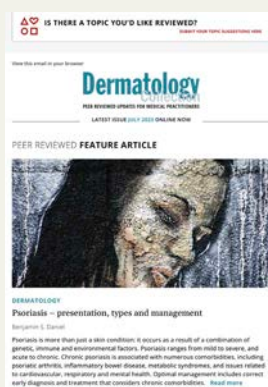 IS THERE A TOPIC YOU'D LIKE REVIEWED?
SUBMIT YOUR TOPIC SUGGESTIONS HERE
View this email in your browser
Dermatology
Collection
PEER REVIEWED UPDATES FOR MEDICAL PRACTITIONERS
LATEST ISSUE JULY 2023 ONLINE NOW
PEER REVIEWED FEATURE ARTICLE
DERMATOLOGY
Psoriasis – presentation, types and management
Benjamin S. Daniel
Psoriasis is more than just a skin condition: it occurs as a result of a combination of
genetic, immune and environmental factors. Psoriasis ranges from mild to severe, and
acute to chronic. Chronic psoriasis is associated with numerous comorbidities, including
psoriatic arthritis, inflammatory bowel disease, metabolic syndromes, and issues related
to cardiovascular, respiratory and mental health. Optimal management includes correct
early diagnosis and treatment that considers chronic comorbidities. Read more